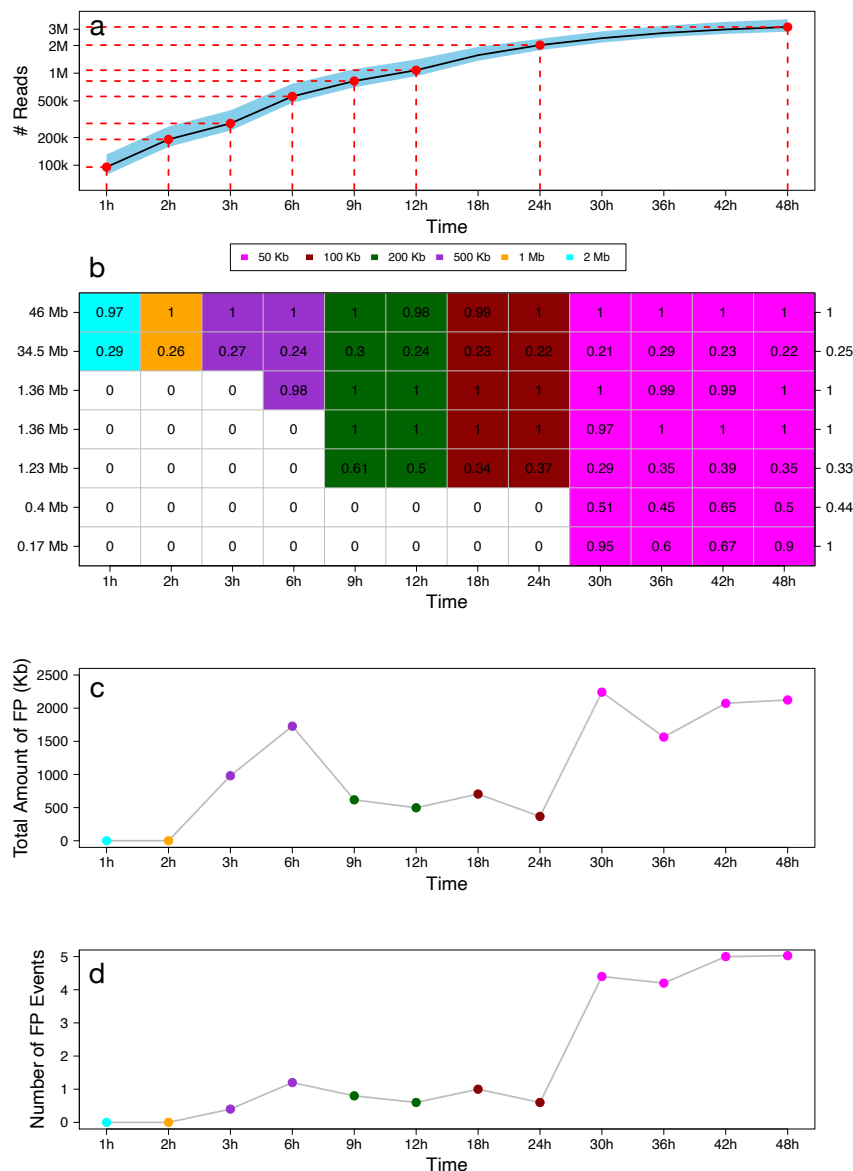 a
3M
2M
1M
500k
200k
100k
# Reads
1h 2h 3h 6h 9h 12h 18h 24h 30h 36h 42h 48h
Time
50 Kb 100 Kb 200 Kb 500 Kb 1 Mb 2 Mb
b
46 Mb 0.97 1 1 1 1 0.98 0.99 1 1 1 1 1 1
34.5 Mb 0.29 0.26 0.27 0.24 0.3 0.24 0.23 0.22 0.21 0.29 0.23 0.22 0.25
1.36 Mb 0 0 0 0.98 1 1 1 1 1 0.99 0.99 1 1
1.36 Mb 0 0 0 0 1 1 1 1 0.97 1 1 1 1
1.23 Mb 0 0 0 0 0.61 0.5 0.34 0.37 0.29 0.35 0.39 0.35 0.33
0.4 Mb 0 0 0 0 0 0 0 0 0.51 0.45 0.65 0.5 0.44
0.17 Mb 0 0 0 0 0 0 0 0 0.95 0.6 0.67 0.9 1
1h 2h 3h 6h 9h 12h 18h 24h 30h 36h 42h 48h
Time
c
2500
2000
1500
1000
500
0
Total Amount of FP (Kb)
1h 2h 3h 6h 9h 12h 18h 24h 30h 36h 42h 48h
Time
d
5
4
3
2
1
0
Number of FP Events
1h 2h 3h 6h 9h 12h 18h 24h 30h 36h 42h 48h
Time